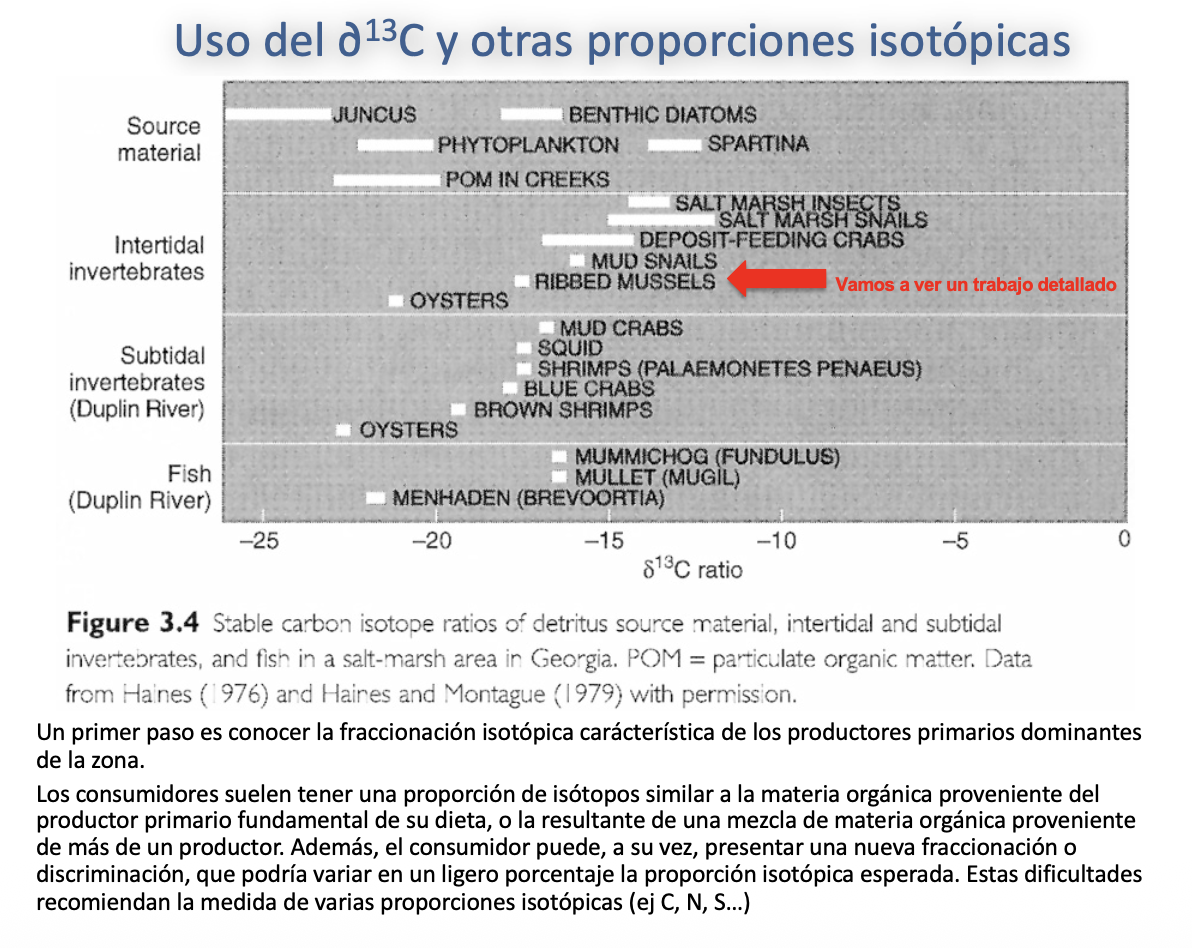 Uso del ∂¹³C y otras proporciones isotópicas
Source
material
JUNCUS
BENTHIC DIATOMS
PHYTOPLANKTON
SPARTINA
POM IN CREEKS
Intertidal
invertebrates
SALT MARSH INSECTS
SALT MARSH SNAILS
DEPOSIT-FEEDING CRABS
MUD SNAILS
RIBBED MUSSELS
Vamos a ver un trabajo detallado
OYSTERS
Subtidal
invertebrates
(Duplin River)
MUD CRABS
SQUID
SHRIMPS (PALAEMONETES PENAEUS)
BLUE CRABS
BROWN SHRIMPS
OYSTERS
Fish
(Duplin River)
MUMMICHOG (FUNDULUS)
MULLET (MUGIL)
MENHADEN (BREVOORTIA)
−25 −20 −15 −10 −5 0
δ¹³C ratio
Figure 3.4 Stable carbon isotope ratios of detritus source material, intertidal and subtidal
invertebrates, and fish in a salt-marsh area in Georgia. POM = particulate organic matter. Data
from Haines (1976) and Haines and Montague (1979) with permission.
Un primer paso es conocer la fraccionación isotópica carácterística de los productores primarios dominantes
de la zona.
Los consumidores suelen tener una proporción de isótopos similar a la materia orgánica proveniente del
productor primario fundamental de su dieta, o la resultante de una mezcla de materia orgánica proveniente
de más de un productor. Además, el consumidor puede, a su vez, presentar una nueva fraccionación o
discriminación, que podría variar en un ligero porcentaje la proporción isotópica esperada. Estas dificultades
recomiendan la medida de varias proporciones isotópicas (ej C, N, S...)